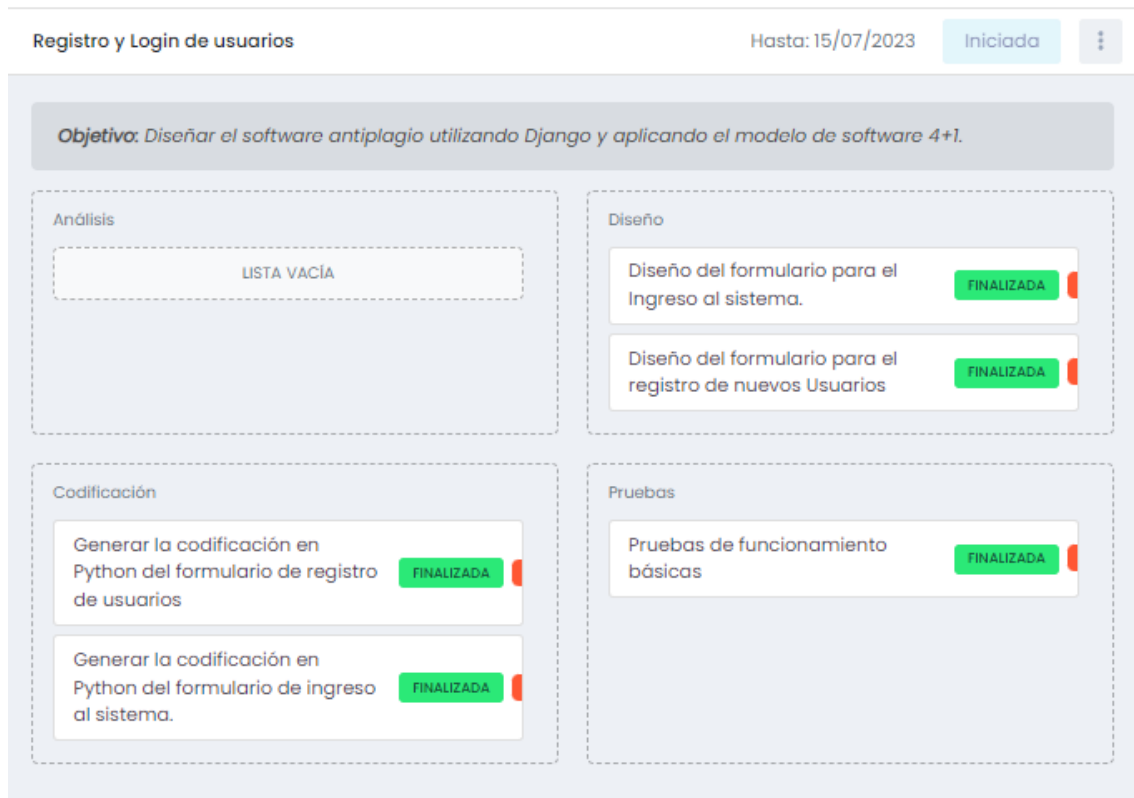 Registro y Login de usuarios
Hasta: 15/07/2023
Iniciada
Objetivo: Diseñar el software antiplagio utilizando Django y aplicando el modelo de software 4+1.
Análisis
LISTA VACÍA
Diseño
Diseño del formulario para el
Ingreso al sistema.
FINALIZADA
Diseño del formulario para el
registro de nuevos Usuarios
FINALIZADA
Codificación
Generar la codificación en
Python del formulario de registro
de usuarios
FINALIZADA
Generar la codificación en
Python del formulario de ingreso
al sistema.
FINALIZADA
Pruebas
Pruebas de funcionamiento
básicas
FINALIZADA